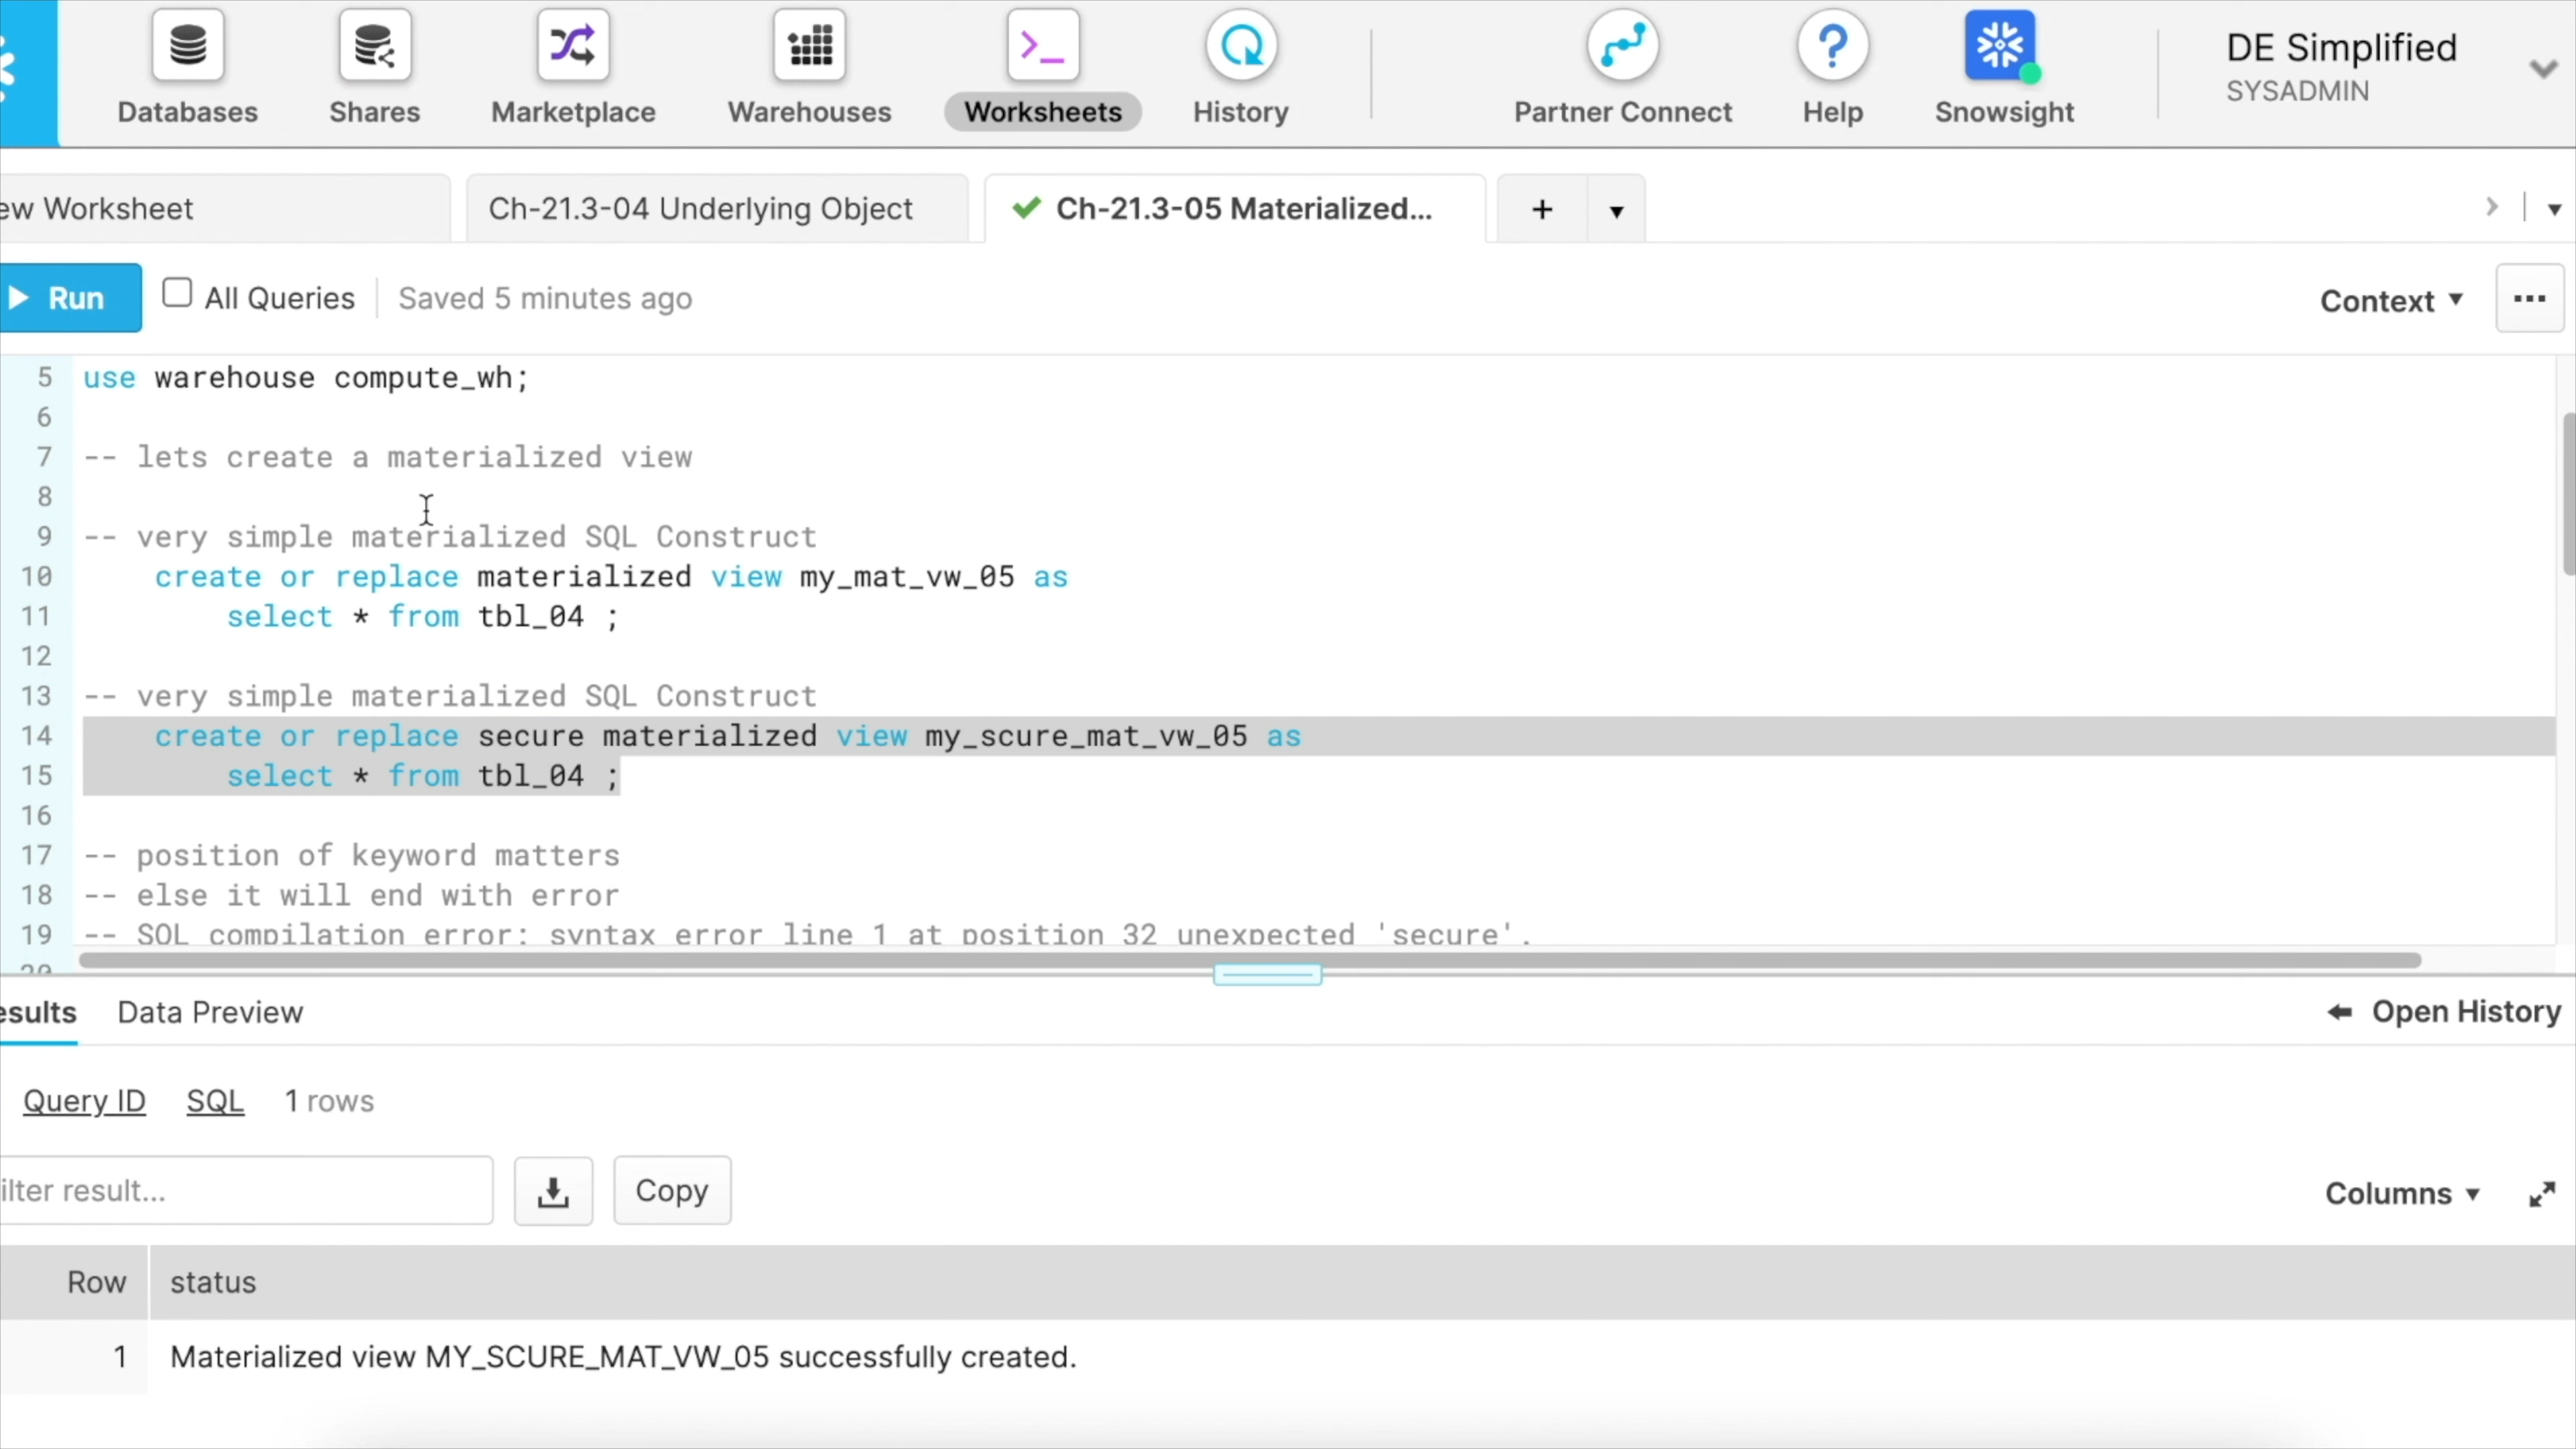 Databases Shares Marketplace Warehouses Worksheets History Partner Connect Help Snowsight DE Simplified
SYSADMIN
ew Worksheet Ch-21.3-04 Underlying Object Ch-21.3-05 Materialized...
Run All Queries Saved 5 minutes ago Context
5 use warehouse compute_wh;
6
7 -- lets create a materialized view
8
9 -- very simple materialized SQL Construct
10 create or replace materialized view my_mat_vw_05 as
11 select * from tbl_04 ;
12
13 -- very simple materialized SQL Construct
14 create or replace secure materialized view my_scure_mat_vw_05 as
15 select * from tbl_04 ;
16
17 -- position of keyword matters
18 -- else it will end with error
19 -- SQL compilation error: syntax error line 1 at position 32 unexpected 'secure'.
20
esults Data Preview Open History
Query ID SQL 1 rows
ilter result... Copy Columns
Row status
1 Materialized view MY_SCURE_MAT_VW_05 successfully created.